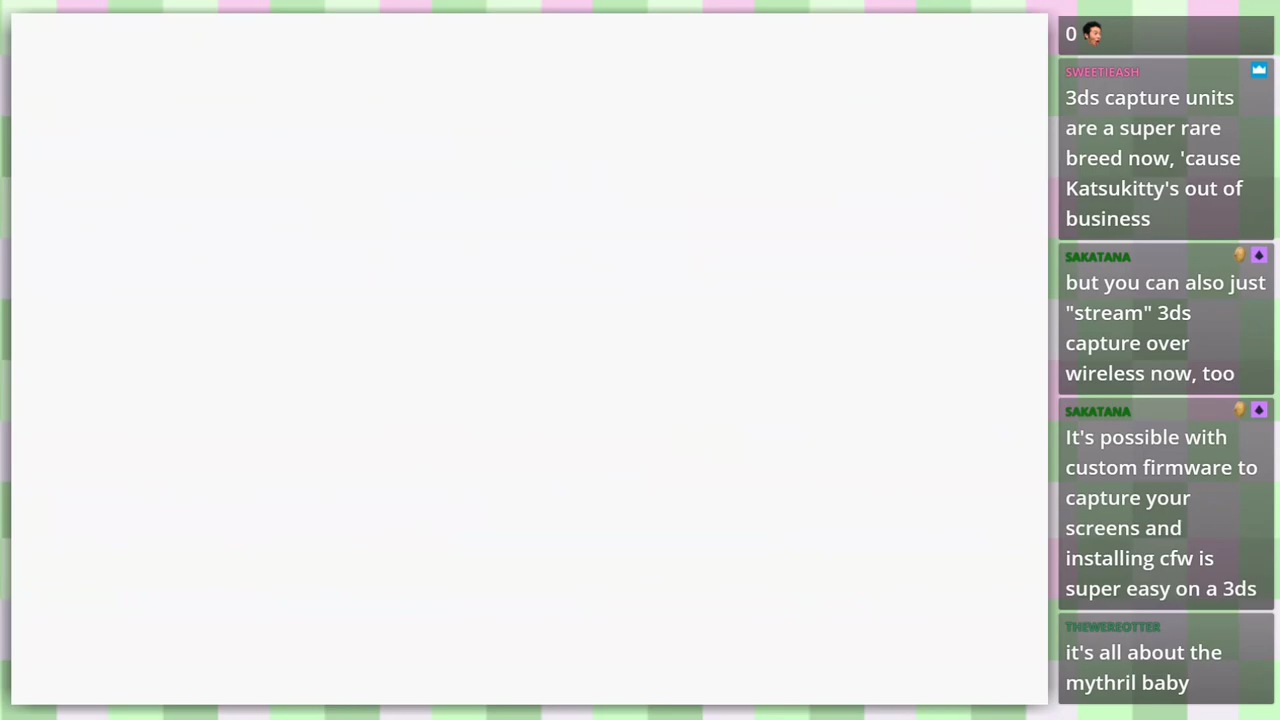 0
SWEETIEASH
3ds capture units
are a super rare
breed now, 'cause
Katsukitty's out of
business
SAKATANA
but you can also just
"stream" 3ds
capture over
wireless now, too
SAKATANA
It's possible with
custom firmware to
capture your
screens and
installing cfw is
super easy on a 3ds
THEWEREOTTER
it's all about the
mythril baby